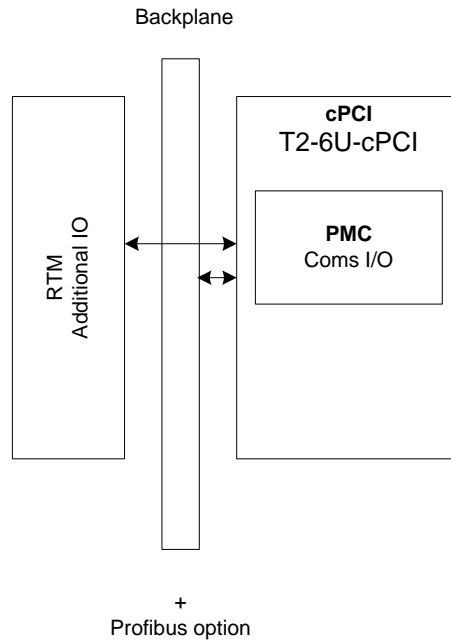 Backplane
cPCI
T2-6U-cPCI
PMC
Coms I/O
RTM
Additional IO
+
Profibus option